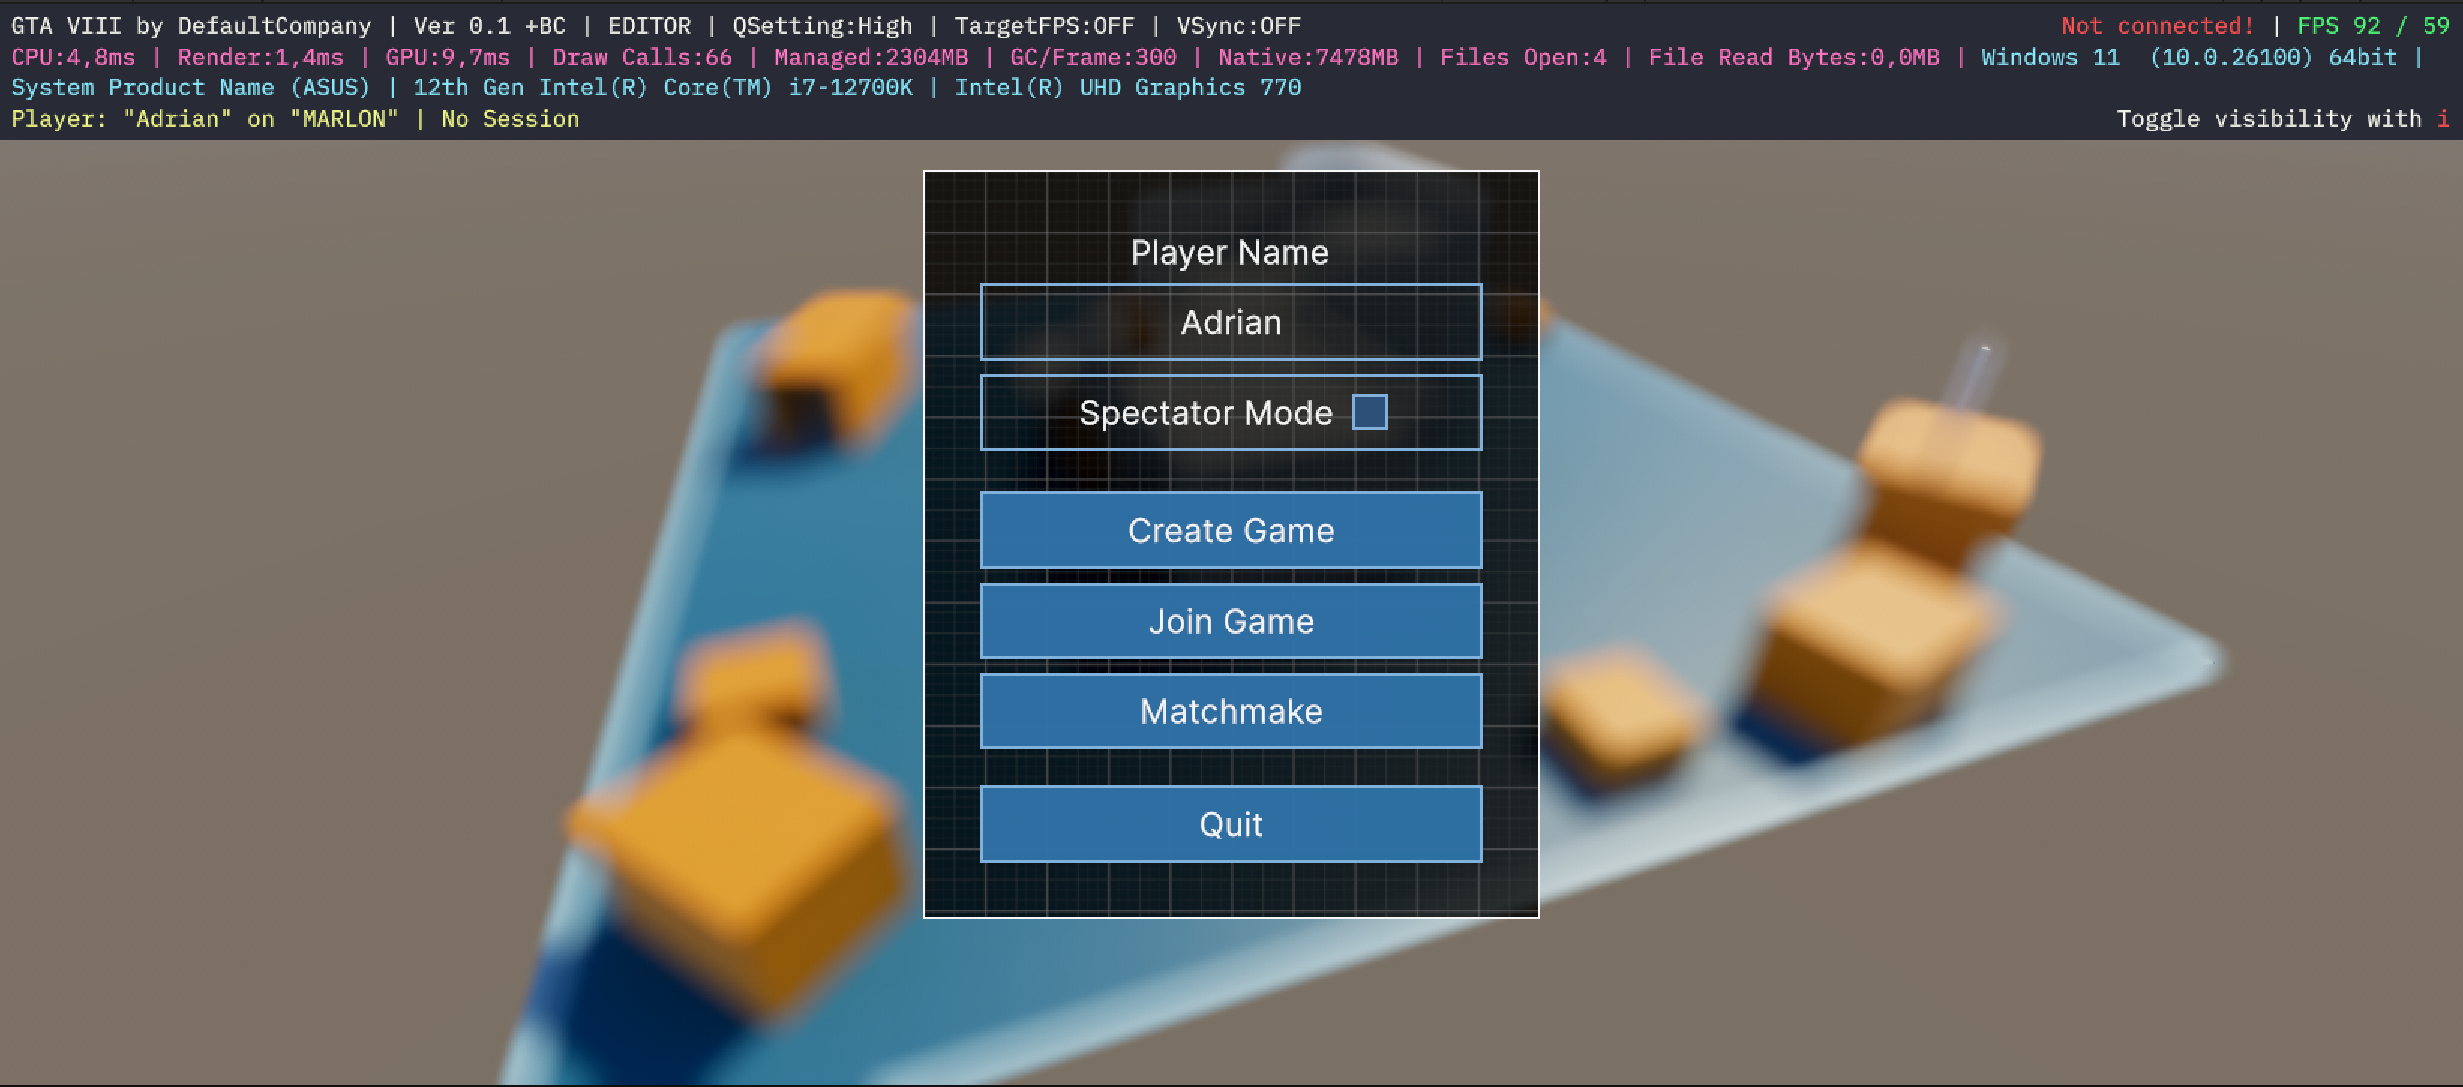 GTA VIII by DefaultCompany | Ver 0.1 +BC | EDITOR | QSetting:High | TargetFPS:OFF | VSync:OFF Not connected! | FPS 92 / 59
CPU:4,8ms | Render:1,4ms | GPU:9,7ms | Draw Calls:66 | Managed:2304MB | GC/Frame:300 | Native:7478MB | Files Open:4 | File Read Bytes:0,0MB | Windows 11  (10.0.26100) 64bit |
System Product Name (ASUS) | 12th Gen Intel(R) Core(TM) i7-12700K | Intel(R) UHD Graphics 770
Player: "Adrian" on "MARLON" | No Session Toggle visibility with i
Player Name
Adrian
Spectator Mode
Create Game
Join Game
Matchmake
Quit